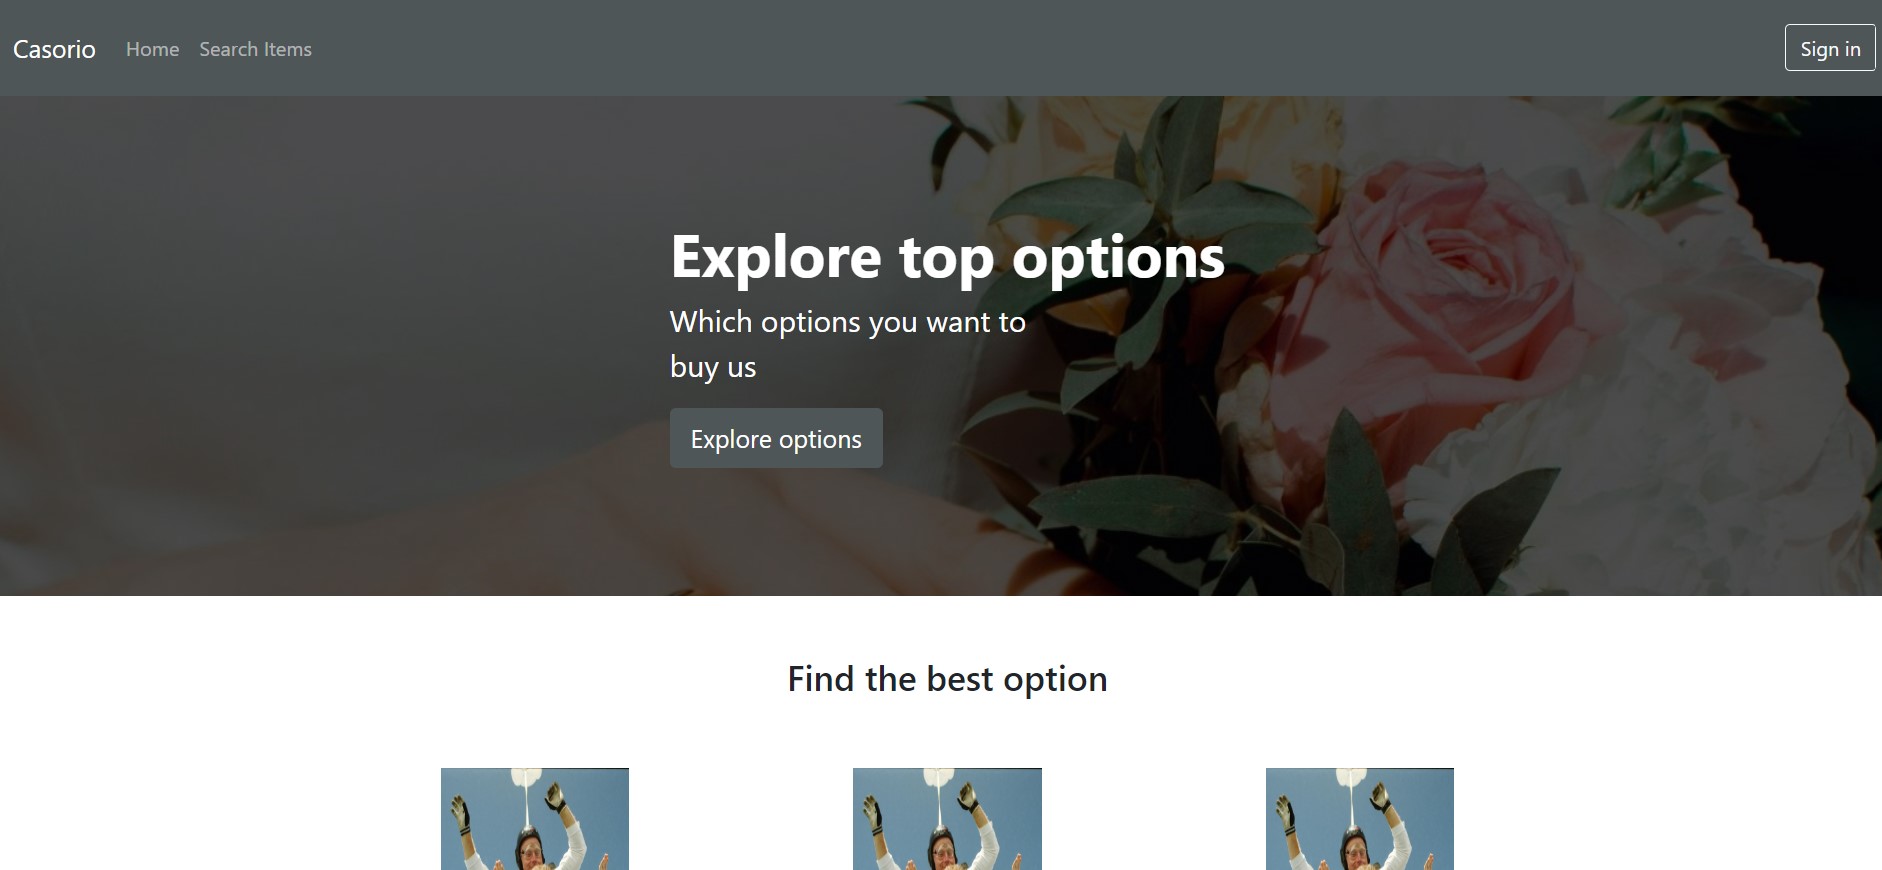 Casorio Home Search Items Sign in
Explore top options
Which options you want to
buy us
Explore options
Find the best option